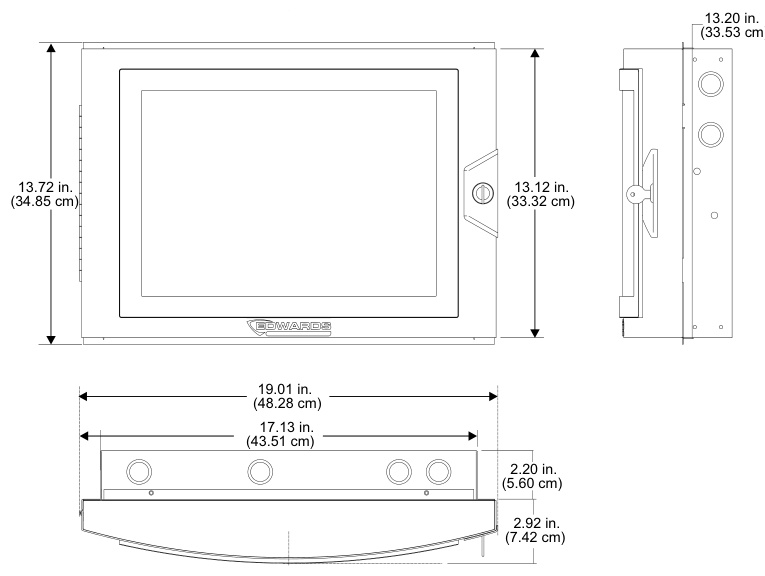 13.20 in.
(33.53 cm
13.72 in.
(34.85 cm)
13.12 in.
(33.32 cm)
EDWARDS
19.01 in.
(48.28 cm)
17.13 in.
(43.51 cm)
2.20 in.
(5.60 cm)
2.92 in.
(7.42 cm)